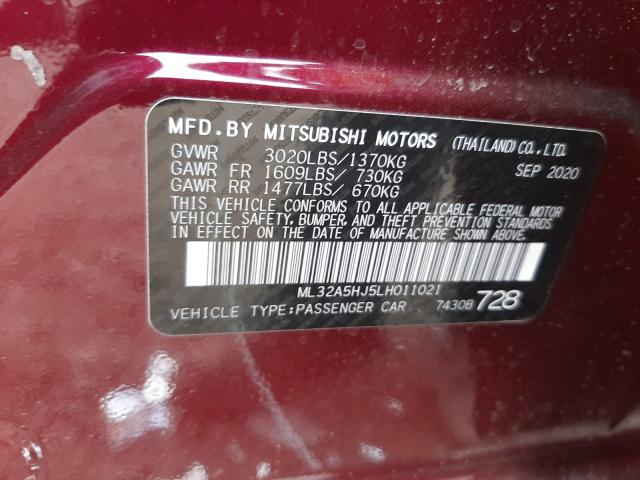 MFD.BY MITSUBISHI MOTORS (THAILAND) CO.,LTD.
GVWR 3020LBS/1370KG SEP 2020
GAWR FR 1609LBS/ 730KG
GAWR RR 1477LBS/ 670KG
THIS VEHICLE CONFORMS TO ALL APPLICABLE FEDERAL MOTOR
VEHICLE SAFETY, BUMPER, AND THEFT PREVENTION STANDARDS
IN EFFECT ON THE DATE OF MANUFACTURE SHOWN ABOVE.
ML32A5HJ5LH011021
VEHICLE TYPE:PASSENGER CAR 7430B 728